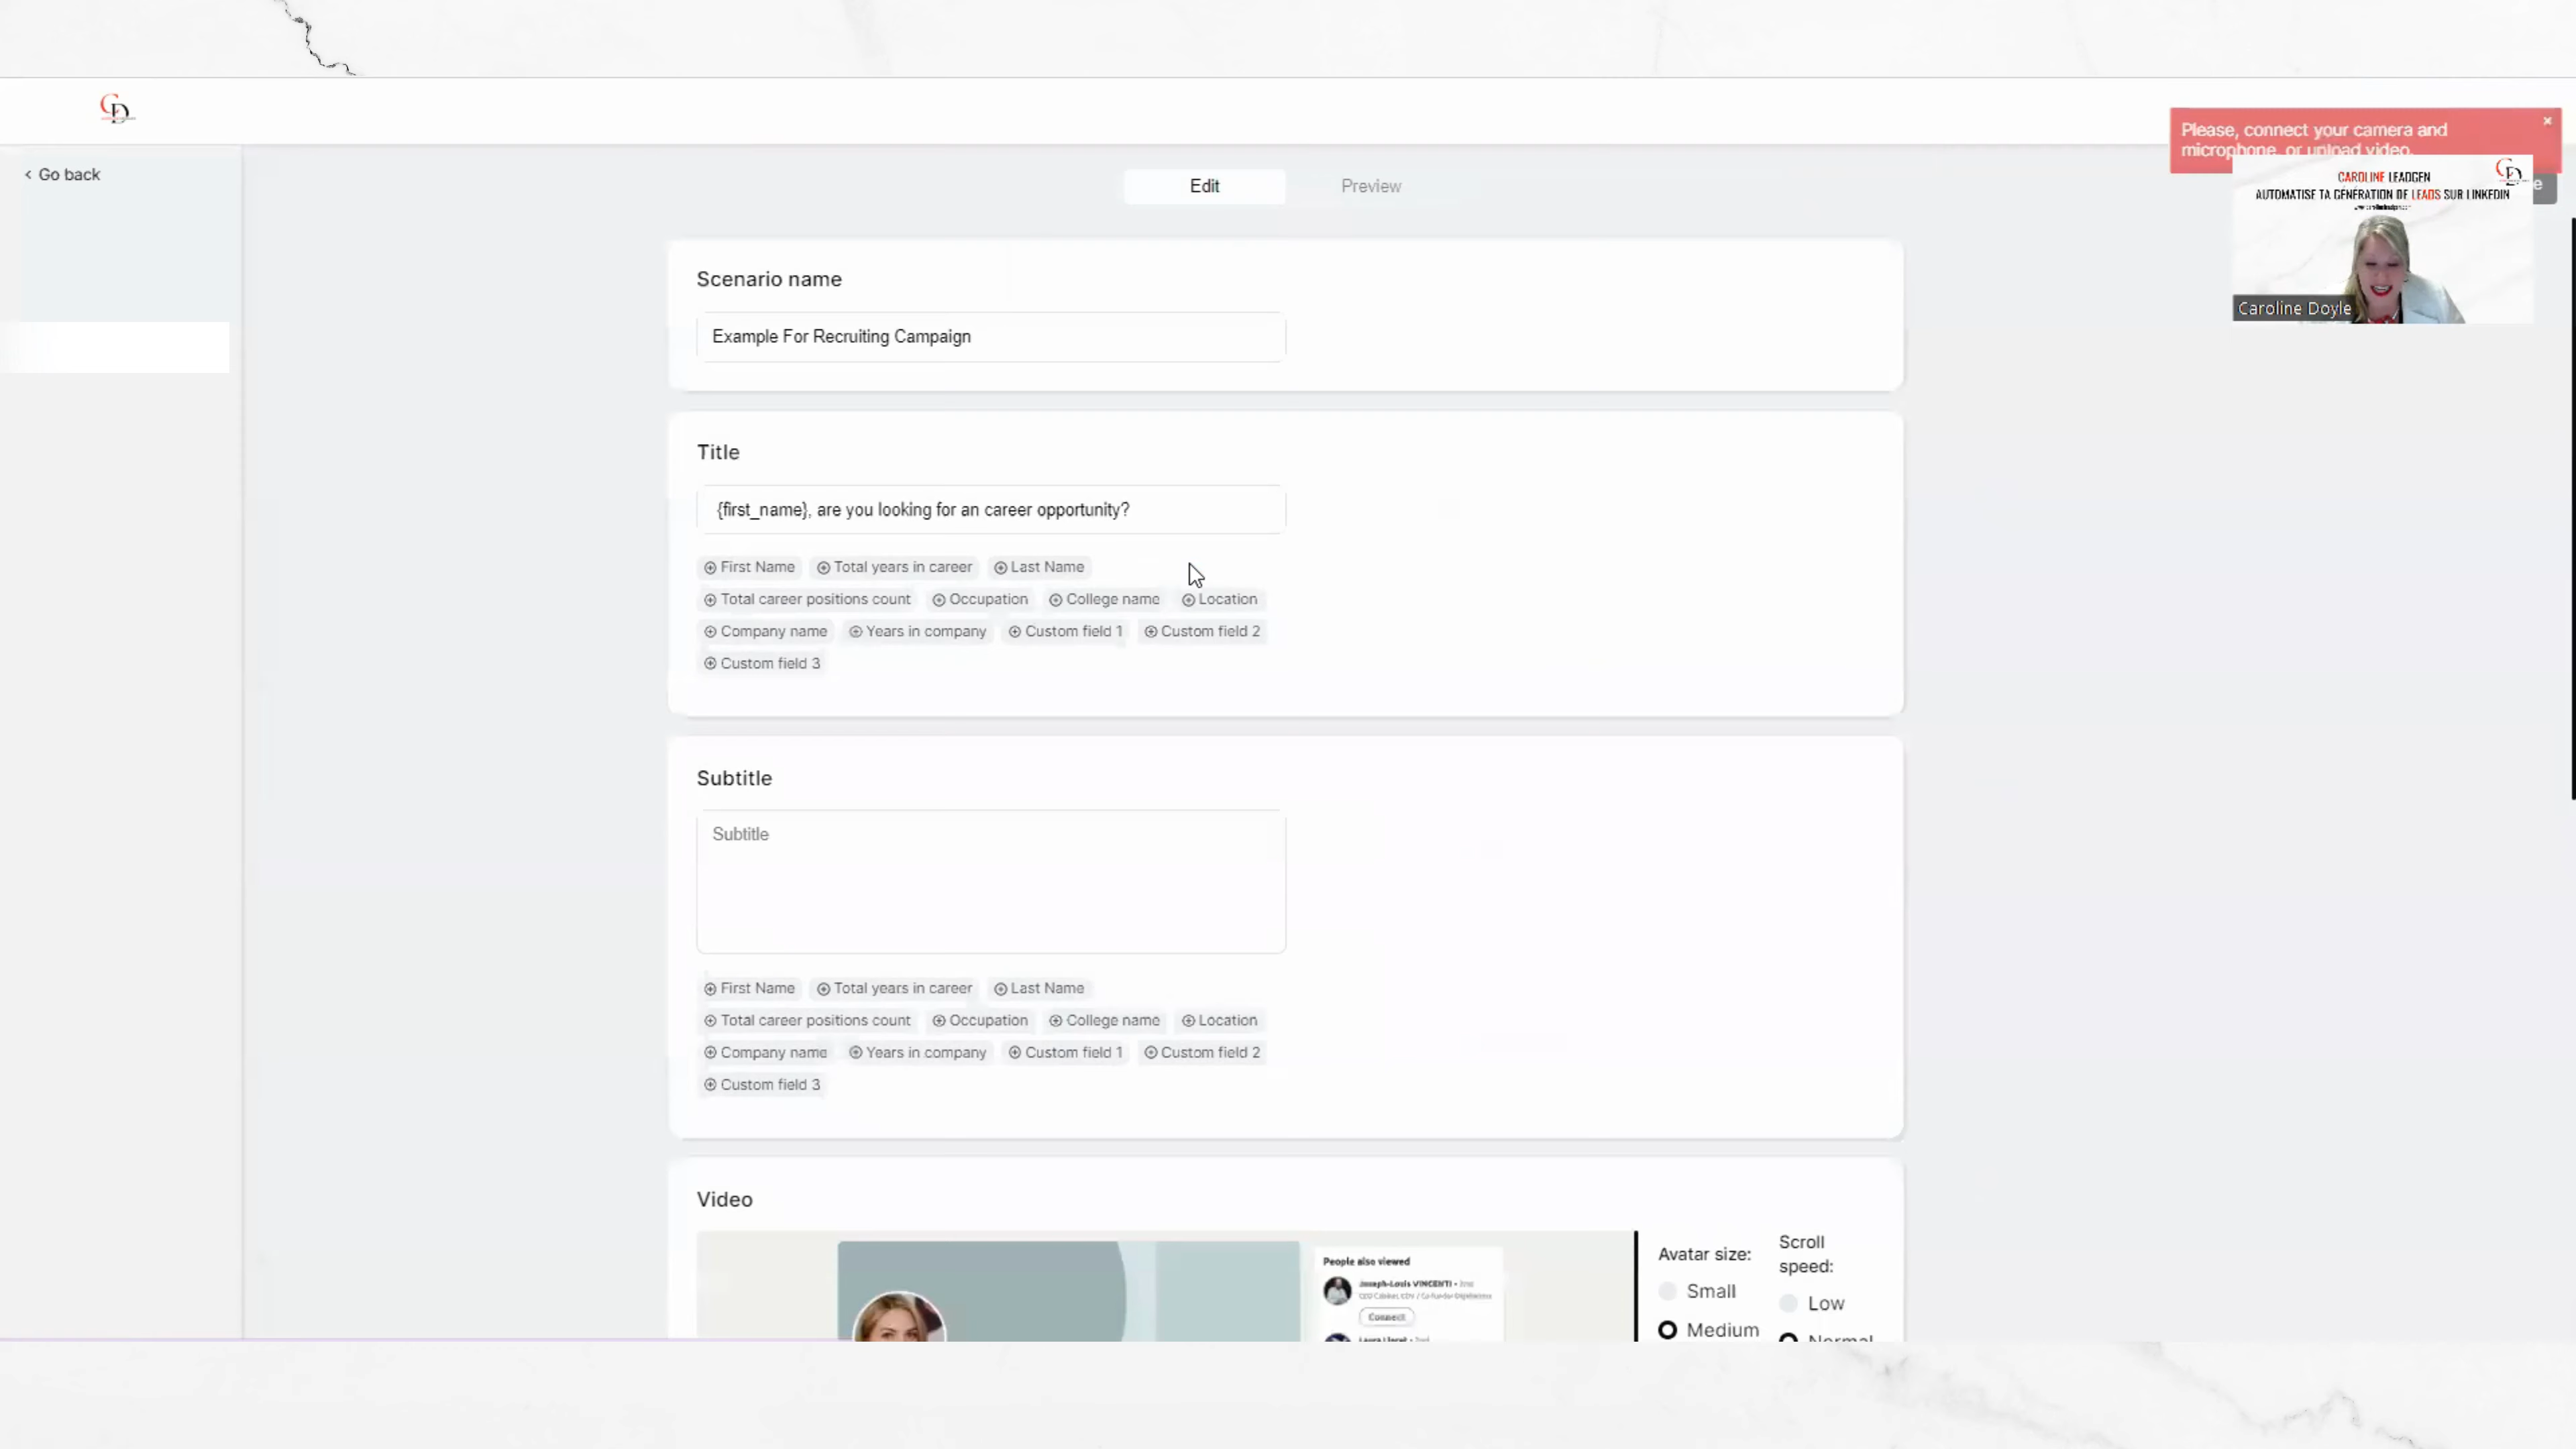 CD
Please, connect your camera and
microphone, or upload video.
×
CAROLINE LEADGEN
AUTOMATISE TA GÉNÉRATION DE LEADS SUR LINKEDIN
CD
Caroline Doyle
< Go back
Edit
Preview
Scenario name
Example For Recruiting Campaign
Title
{first_name}, are you looking for an career opportunity?
First Name Total years in career Last Name
Total career positions count Occupation College name Location
Company name Years in company Custom field 1 Custom field 2
Custom field 3
Subtitle
Subtitle
First Name Total years in career Last Name
Total career positions count Occupation College name Location
Company name Years in company Custom field 1 Custom field 2
Custom field 3
Video
People also viewed
Joseph-Louis VINCENTI • 2nd
Connect
Avatar size:
Small
Medium
Scroll
speed:
Low
Normal